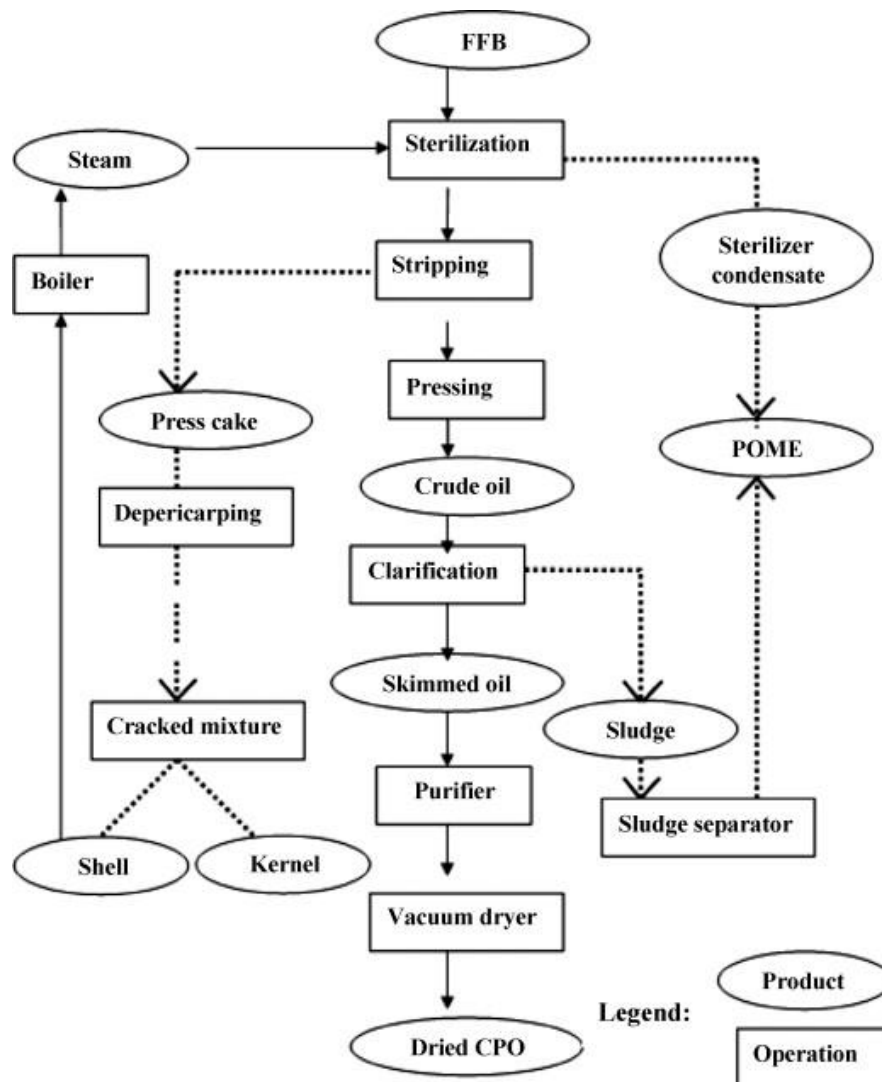 FFB
Steam
Sterilization
Boiler
Stripping
Sterilizer
condensate
Pressing
Press cake
POME
Crude oil
Depericarping
Clarification
Skimmed oil
Cracked mixture
Sludge
Purifier
Sludge separator
Shell
Kernel
Vacuum dryer
Product
Legend:
Dried CPO
Operation